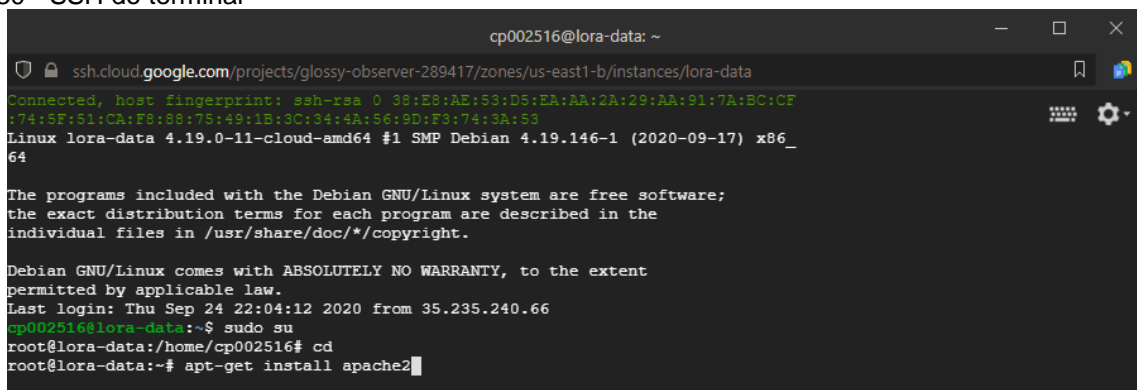 SSH do terminal
cp002516@lora-data: ~
ssh.cloud.google.com/projects/glossy-observer-289417/zones/us-east1-b/instances/lora-data
Connected, host fingerprint: ssh-rsa 0 38:E8:AE:53:D5:EA:AA:2A:29:AA:91:7A:BC:CF
:74:5F:51:CA:F8:88:75:49:1B:3C:34:4A:56:9D:F3:74:3A:53
Linux lora-data 4.19.0-11-cloud-amd64 #1 SMP Debian 4.19.146-1 (2020-09-17) x86_
64
The programs included with the Debian GNU/Linux system are free software;
the exact distribution terms for each program are described in the
individual files in /usr/share/doc/*/copyright.
Debian GNU/Linux comes with ABSOLUTELY NO WARRANTY, to the extent
permitted by applicable law.
Last login: Thu Sep 24 22:04:12 2020 from 35.235.240.66
cp002516@lora-data:~$ sudo su
root@lora-data:/home/cp002516# cd
root@lora-data:~# apt-get install apache2